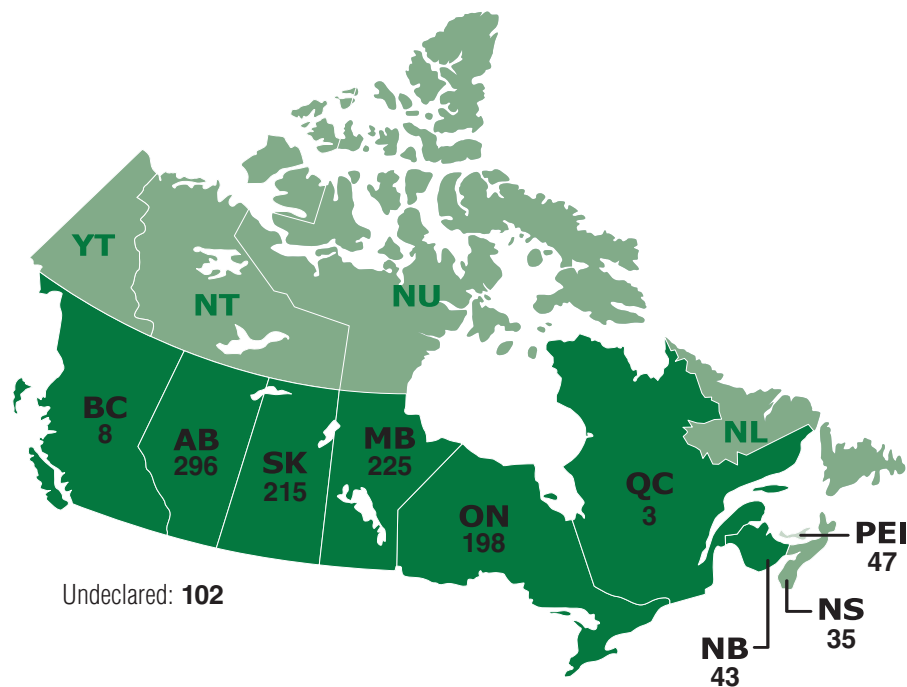 YT
NT
NU
BC
8
AB
296
SK
215
MB
225
ON
198
QC
3
NL
PEI
47
NS
35
NB
43
Undeclared: 102